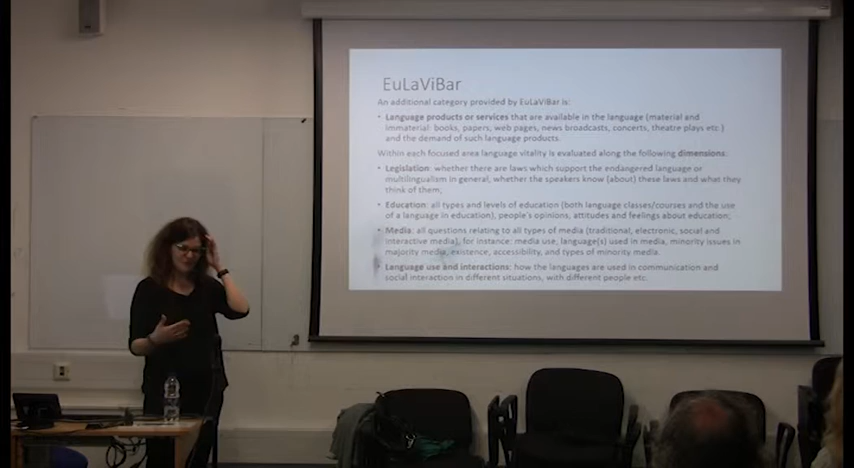 EuLaViBar
An additional category provided by EuLaViBar is:
• Language products or services that are available in the language (material and
immaterial: books, papers, web pages, news broadcasts, concerts, theatre plays etc.)
and the demand of such language products.
Within each focused area language vitality is evaluated along the following dimensions:
• Legislation: whether there are laws which support the endangered language or
multilingualism in general, whether the speakers know (about) these laws and what they
think of them;
• Education: all types and levels of education (both language classes/courses and the use
of a language in education), people's opinions, attitudes and feelings about education;
• Media: all questions relating to all types of media (traditional, electronic, social and
interactive media), for instance: media use, language(s) used in media, minority issues in
majority media, existence, accessibility, and types of minority media.
• Language use and interactions: how the languages are used in communication and
social interaction in different situations, with different people etc.